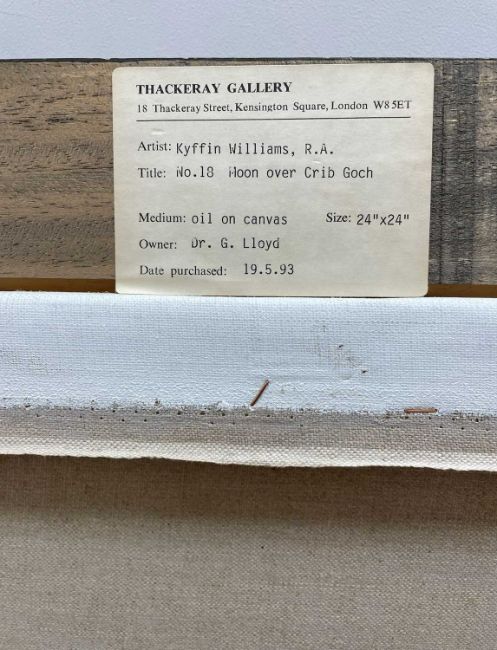 THACKERAY GALLERY
18 Thackeray Street, Kensington Square, London W8 5ET
Artist: Kyffin Williams, R.A.
Title: No.18 Moon over Crib Goch
Medium: oil on canvas Size: 24"x24"
Owner: Dr. G. Lloyd
Date purchased: 19.5.93